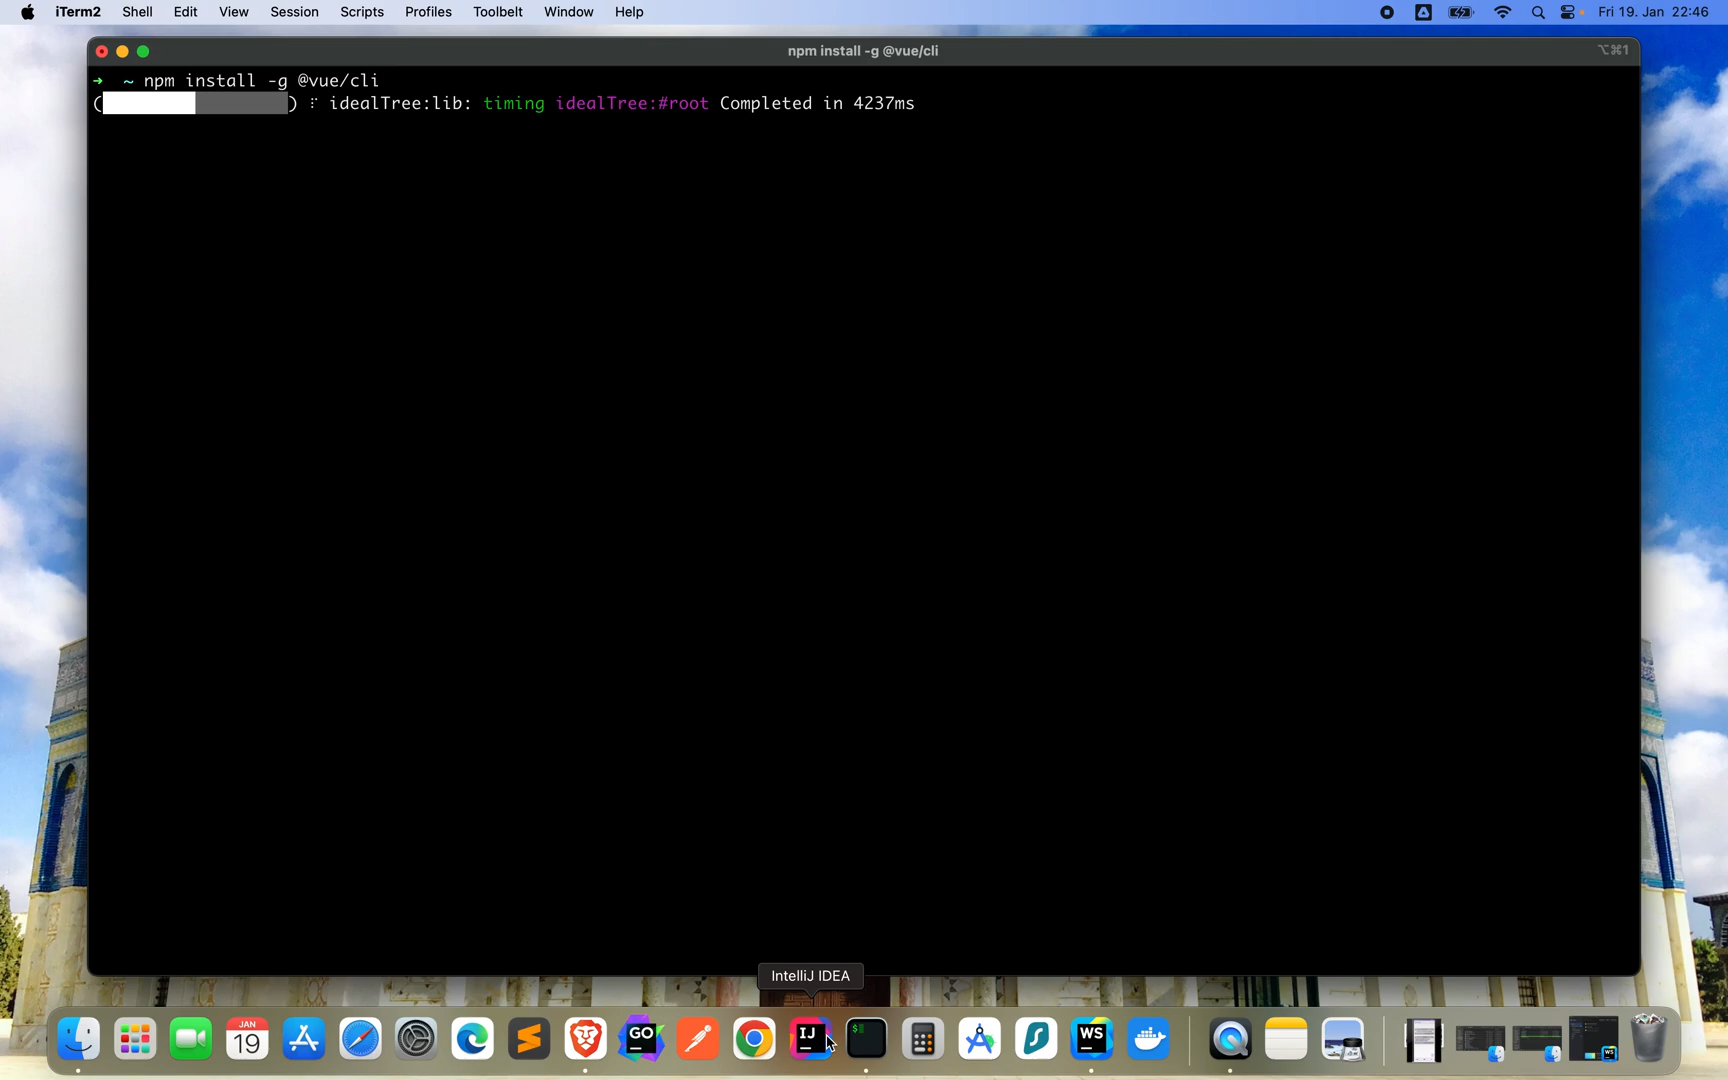 iTerm2 Shell Edit View Session Scripts Profiles Toolbelt Window Help Fri 19. Jan 22:46
npm install -g @vue/cli ⌥⌘1
➜ ~ npm install -g @vue/cli
( ) ⠏ idealTree:lib: timing idealTree:#root Completed in 4237ms
IntelliJ IDEA
JAN
19
GO
IJ
$
WS
WS